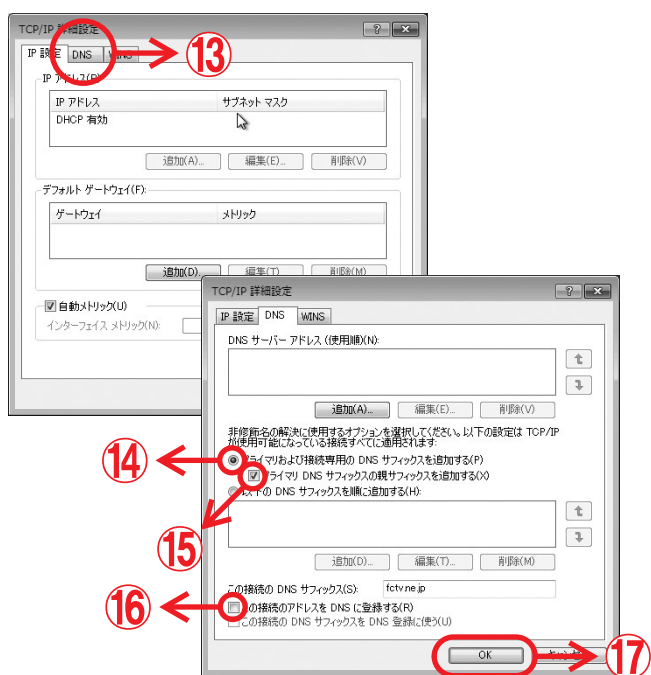 TCP/IP 詳細設定
IP 設定 DNS WINS
⑬
IP アドレス(R)
IP アドレス サブネット マスク
DHCP 有効
追加(A)... 編集(E)... 削除(V)
デフォルト ゲートウェイ(F):
ゲートウェイ メトリック
追加(D)... 編集(T)... 削除(M)
自動メトリック(U)
インターフェイス メトリック(N):
TCP/IP 詳細設定
IP 設定 DNS WINS
DNS サーバー アドレス (使用順)(N):
追加(A)... 編集(E)... 削除(V)
非修飾名の解決に使用するオプションを選択してください。以下の設定は TCP/IP
が使用可能になっている接続すべてに適用されます:
⑭
プライマリおよび接続専用の DNS サフィックスを追加する(P)
プライマリ DNS サフィックスの親サフィックスを追加する(X)
以下の DNS サフィックスを順に追加する(H):
⑮
追加(D)... 編集(T)... 削除(M)
この接続の DNS サフィックス(S): fctv.ne.jp
⑯
この接続のアドレスを DNS に登録する(R)
この接続の DNS サフィックスを DNS 登録に使う(U)
OK キャンセル
⑰